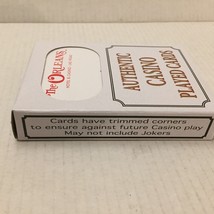 The ORLEANS
AUTHENTIC
CASINO
PLAYED CARDS
Cards have trimmed corners
to ensure against future Casino play
May not include Jokers